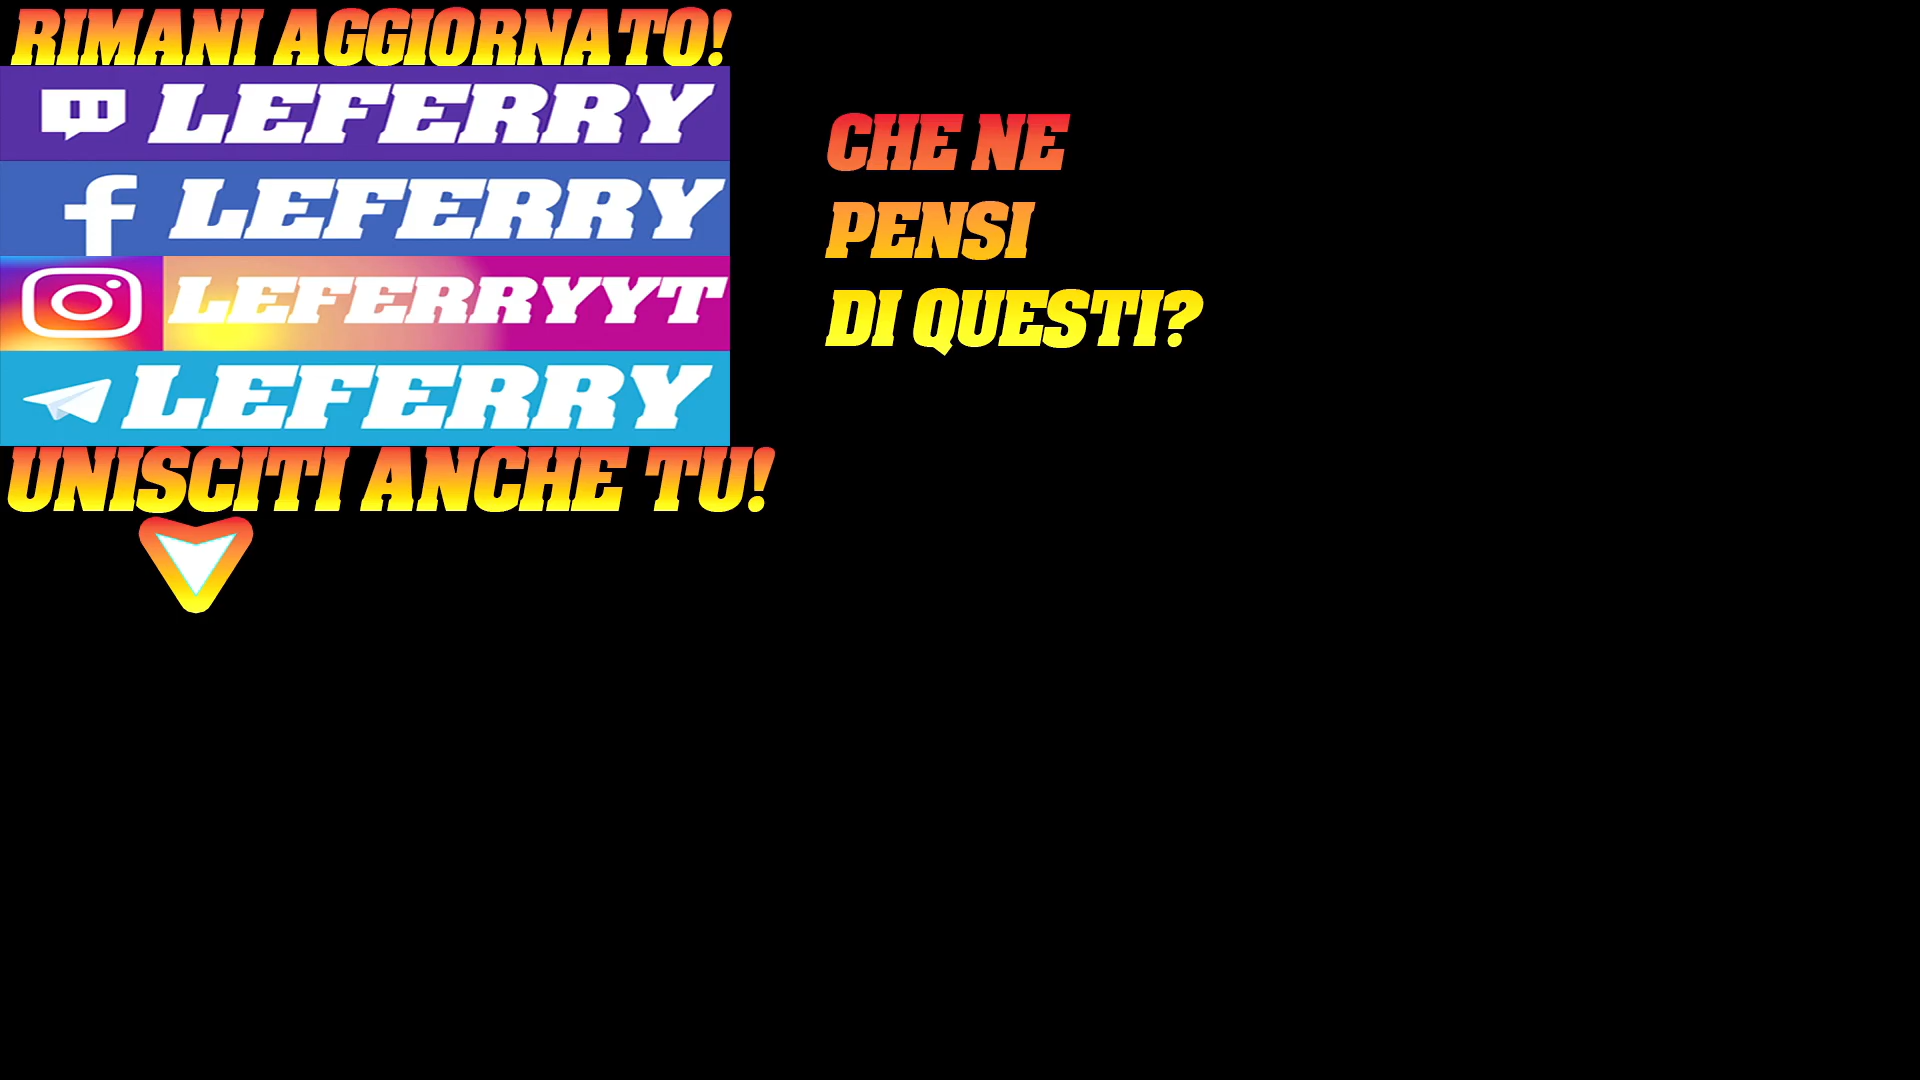 RIMANI AGGIORNATO!
LEFERRY
LEFERRY
LEFERRYYT
LEFERRY
UNISCITI ANCHE TU!
CHE NE
PENSI
DI QUESTI?